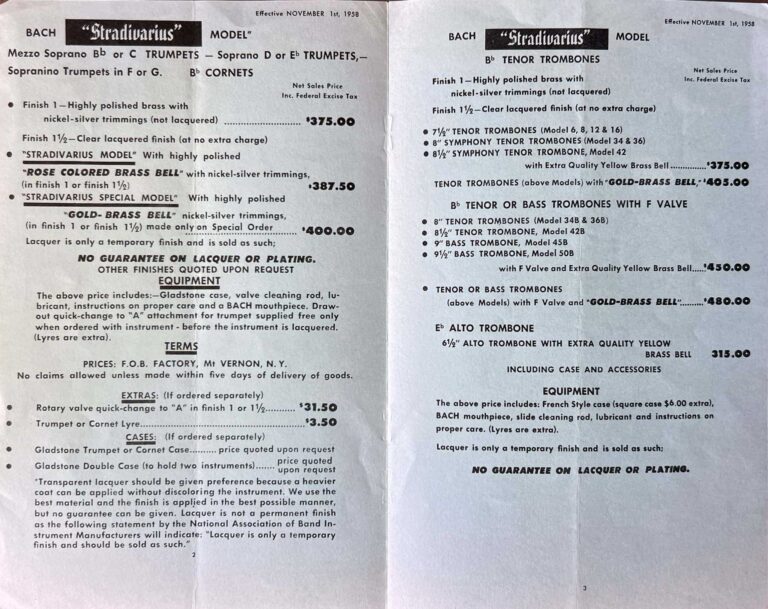 Effective NOVEMBER 1st, 1958
BACH "Stradivarius" MODEL"
Mezzo Soprano Bb or C TRUMPETS — Soprano D or Eb TRUMPETS,—
Sopranino Trumpets in F or G. Bb CORNETS
Net Sales Price
Inc. Federal Excise Tax
● Finish 1—Highly polished brass with
nickel-silver trimmings (not lacquered) .................... $375.00
Finish 1½—Clear lacquered finish (at no extra charge)
● "STRADIVARIUS MODEL" With highly polished
"ROSE COLORED BRASS BELL" with nickel-silver trimmings,
(in finish 1 or finish 1½) $387.50
● "STRADIVARIUS SPECIAL MODEL" With highly polished
"GOLD-BRASS BELL" nickel-silver trimmings,
(in finish 1 or finish 1½) made only on Special Order
.................... $400.00
Lacquer is only a temporary finish and is sold as such;
NO GUARANTEE ON LACQUER OR PLATING.
OTHER FINISHES QUOTED UPON REQUEST
EQUIPMENT
The above price includes:—Gladstone case, valve cleaning rod, lu-
bricant, instructions on proper care and a BACH mouthpiece. Draw-
out quick-change to "A" attachment for trumpet supplied free only
when ordered with instrument - before the instrument is lacquered.
(Lyres are extra).
TERMS
PRICES: F.O.B. FACTORY, Mt VERNON, N. Y.
No claims allowed unless made within five days of delivery of goods.
EXTRAS: (If ordered separately)
● Rotary valve quick-change to "A" in finish 1 or 1½.......... $31.50
● Trumpet or Cornet Lyre.................... $3.50
CASES: (If ordered separately)
● Gladstone Trumpet or Cornet Case.......... price quoted upon request
● Gladstone Double Case (to hold two instruments)...... price quoted
upon request
"Transparent lacquer should be given preference because a heavier
coat can be applied without discoloring the instrument. We use the
best material and the finish is applied in the best possible manner,
but no guarantee can be given. Lacquer is not a permanent finish
as the following statement by the National Association of Band In-
strument Manufacturers will indicate: "Lacquer is only a temporary
finish and should be sold as such."
2
Effective NOVEMBER 1st, 1958
BACH "Stradivarius" MODEL
Bb TENOR TROMBONES
Net Sales Price
Inc. Federal Excise Tax
Finish 1—Highly polished brass with
nickel-silver trimmings (not lacquered)
Finish 1½—Clear lacquered finish (at no extra charge)
● 7½" TENOR TROMBONES (Model 6, 8, 12 & 16)
● 8" SYMPHONY TENOR TROMBONES (Model 34 & 36)
● 8½" SYMPHONY TENOR TROMBONE, Model 42
with Extra Quality Yellow Brass Bell.............. $375.00
TENOR TROMBONES (above Models) with "GOLD-BRASS BELL," $405.00
Bb TENOR OR BASS TROMBONES WITH F VALVE
● 8" TENOR TROMBONES (Model 34B & 36B)
● 8½" TENOR TROMBONE, Model 42B
● 9" BASS TROMBONE, Model 45B
● 9½" BASS TROMBONE, Model 50B
with F Valve and Extra Quality Yellow Brass Bell..... $450.00
● TENOR OR BASS TROMBONES
(above Models) with F Valve and "GOLD-BRASS BELL"......... $480.00
Eb ALTO TROMBONE
6½" ALTO TROMBONE WITH EXTRA QUALITY YELLOW
BRASS BELL 315.00
INCLUDING CASE AND ACCESSORIES
EQUIPMENT
The above price includes: French Style case (square case $6.00 extra),
BACH mouthpiece, slide cleaning rod, lubricant and instructions on
proper care. (Lyres are extra).
Lacquer is only a temporary finish and is sold as such;
NO GUARANTEE ON LACQUER OR PLATING.
3